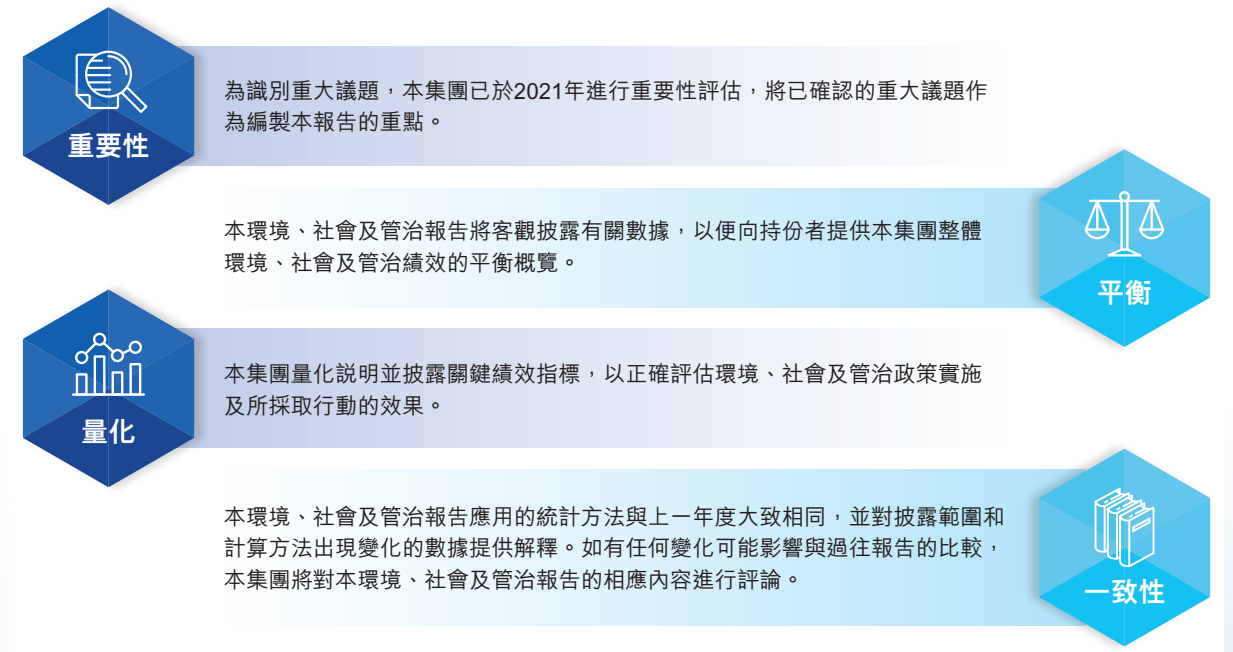 重要性
為識別重大議題，本集團已於2021年進行重要性評估，將已確認的重大議題作
為編製本報告的重點。
本環境、社會及管治報告將客觀披露有關數據，以便向持份者提供本集團整體
環境、社會及管治績效的平衡概覽。
平衡
量化
本集團量化説明並披露關鍵績效指標，以正確評估環境、社會及管治政策實施
及所採取行動的效果。
本環境、社會及管治報告應用的統計方法與上一年度大致相同，並對披露範圍和
計算方法出現變化的數據提供解釋。如有任何變化可能影響與過往報告的比較，
本集團將對本環境、社會及管治報告的相應內容進行評論。
一致性